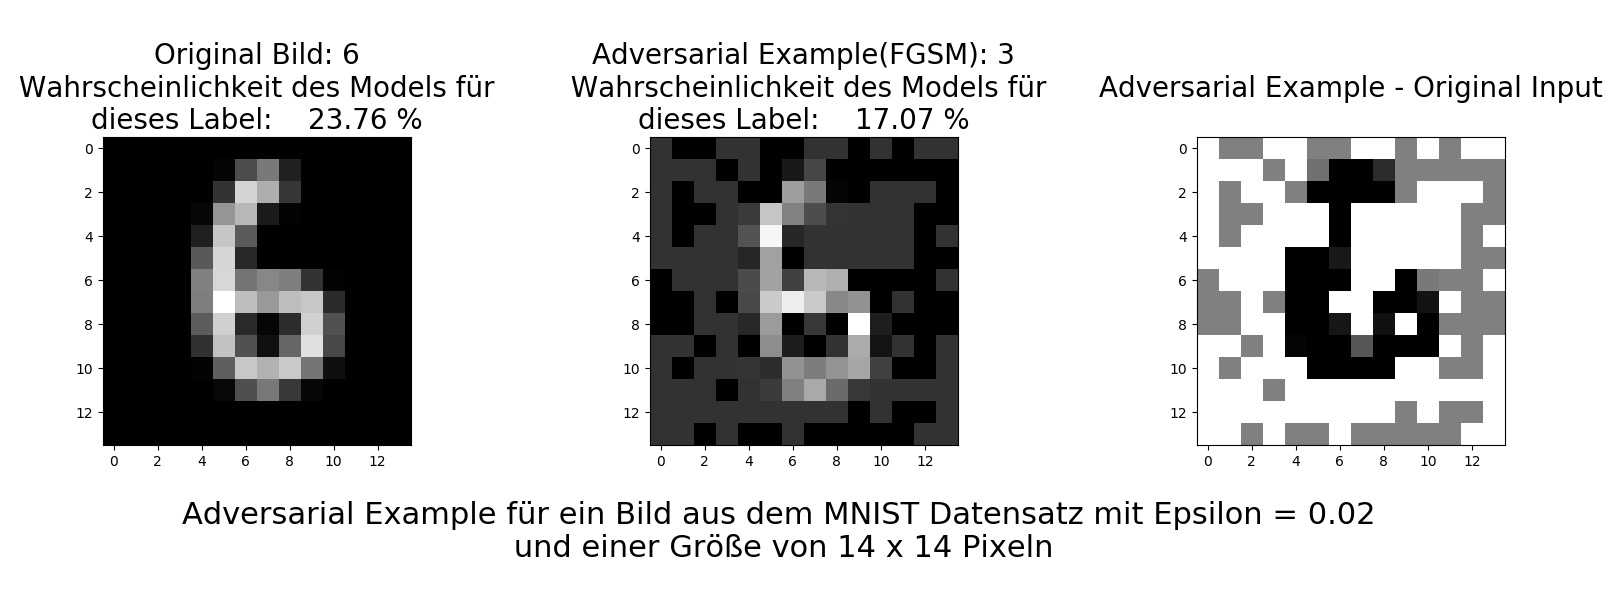 Original Bild: 6
Wahrscheinlichkeit des Models für
dieses Label:    23.76 %
0
2
4
6
8
10
12
0 2 4 6 8 10 12
Adversarial Example(FGSM): 3
Wahrscheinlichkeit des Models für
dieses Label:    17.07 %
0
2
4
6
8
10
12
0 2 4 6 8 10 12
Adversarial Example - Original Input
0
2
4
6
8
10
12
0 2 4 6 8 10 12
Adversarial Example für ein Bild aus dem MNIST Datensatz mit Epsilon = 0.02
und einer Größe von 14 x 14 Pixeln